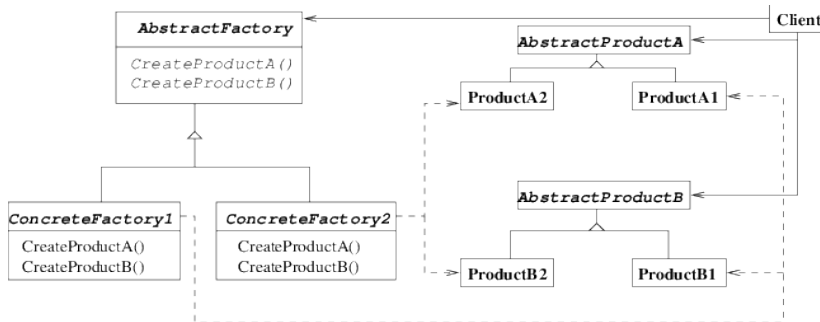 Client
AbstractFactory
CreateProductA()
CreateProductB()
AbstractProductA
ProductA2
ProductA1
AbstractProductB
ProductB2
ProductB1
ConcreteFactory1
CreateProductA()
CreateProductB()
ConcreteFactory2
CreateProductA()
CreateProductB()